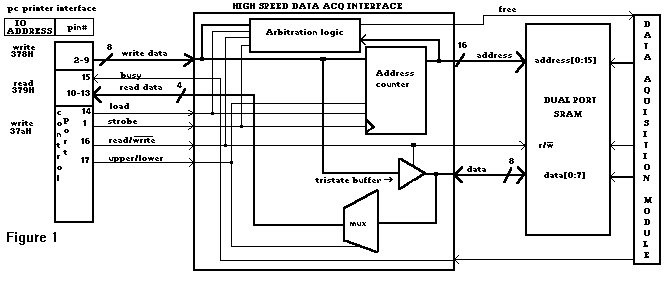 pc printer interface
HIGH SPEED DATA ACQ INTERFACE
IO ADDRESS
pin#
free
write 378H
2-9
8
write data
Arbitration logic
16
address
address[0:15]
read 379H
15
busy
10-13
read data
4
Address counter
DUAL PORT SRAM
write 37aH
control port
14
load
1
strobe
16
read/write
r/w
17
upper/lower
tristate buffer
data
8
data[0:7]
mux
DATA AQUISITION MODULE
Figure 1